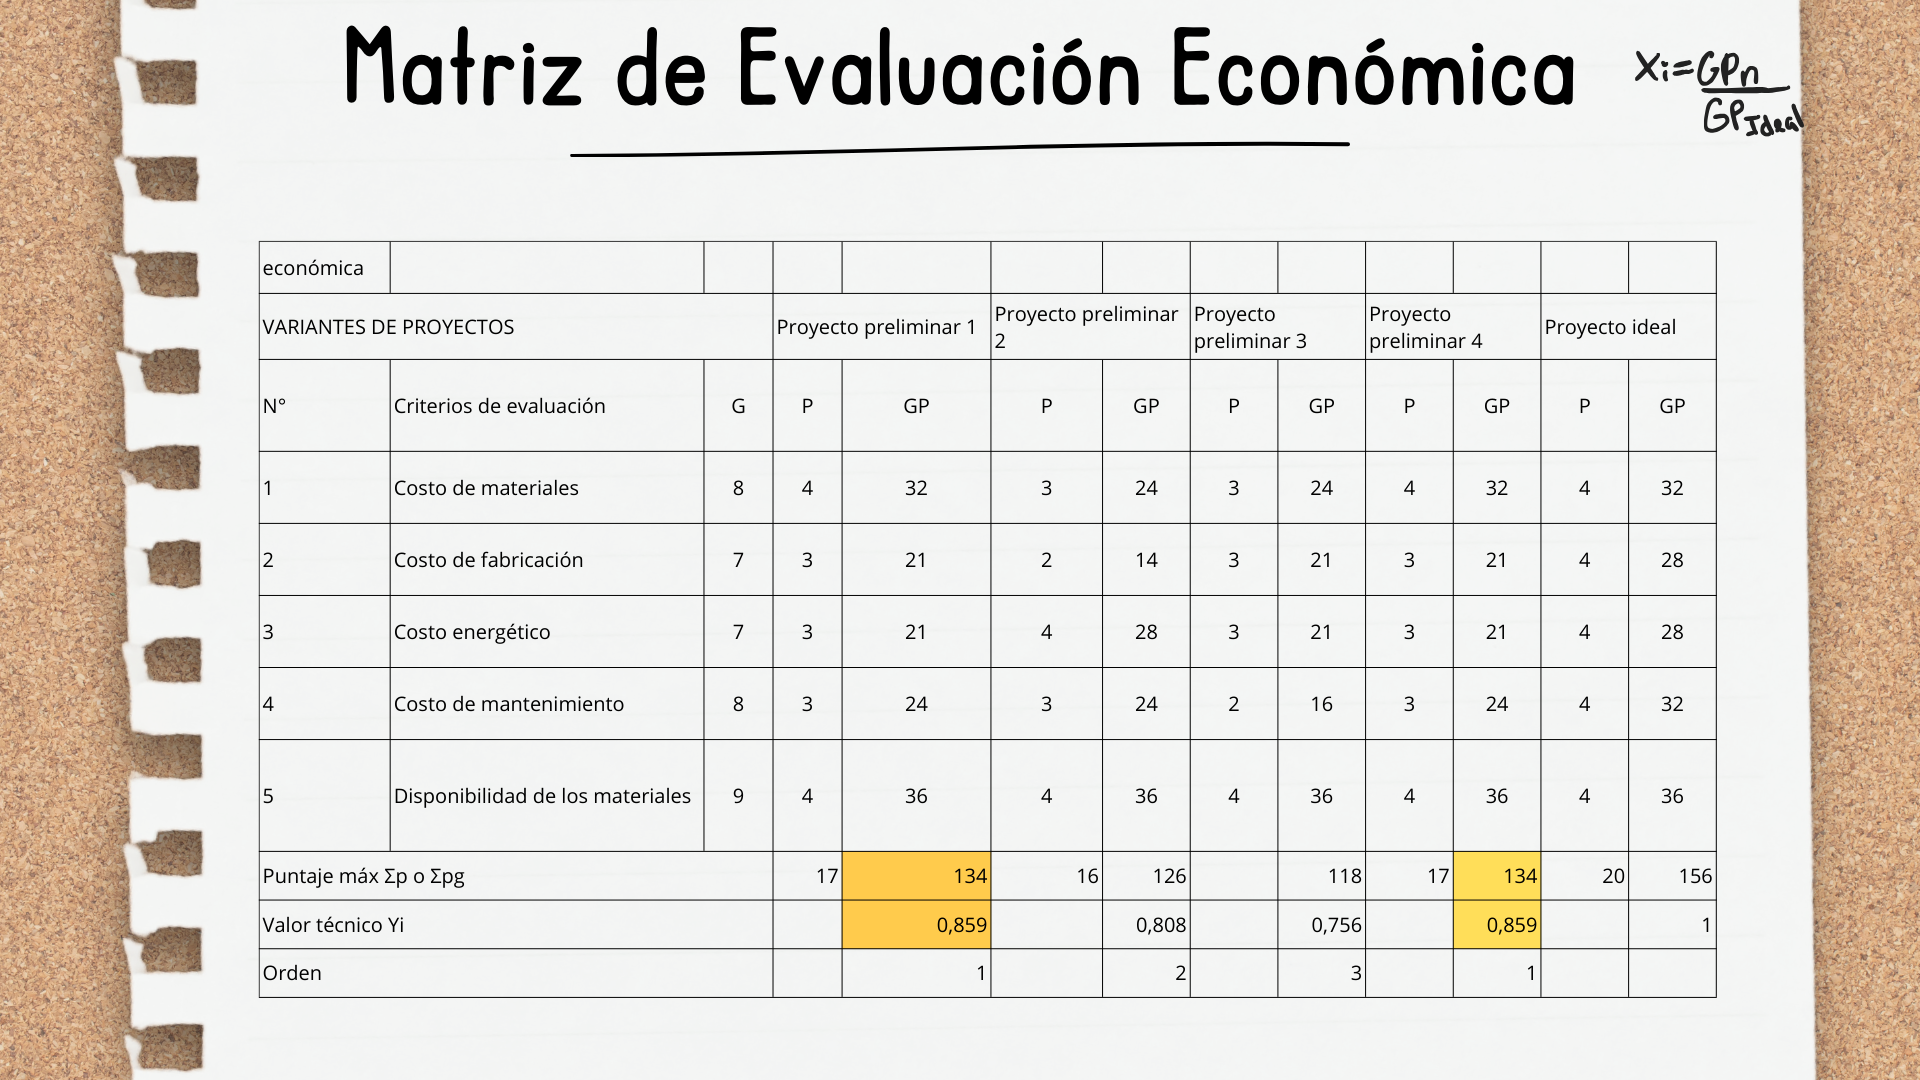 Matriz de Evaluación Económica
Xi=GPn
GPIdeal
económica
VARIANTES DE PROYECTOS Proyecto preliminar 1 Proyecto preliminar 2 Proyecto preliminar 3 Proyecto preliminar 4 Proyecto ideal
N° Criterios de evaluación G P GP P GP P GP P GP P GP
1 Costo de materiales 8 4 32 3 24 3 24 4 32 4 32
2 Costo de fabricación 7 3 21 2 14 3 21 3 21 4 28
3 Costo energético 7 3 21 4 28 3 21 3 21 4 28
4 Costo de mantenimiento 8 3 24 3 24 2 16 3 24 4 32
5 Disponibilidad de los materiales 9 4 36 4 36 4 36 4 36 4 36
Puntaje máx Σp o Σpg 17 134 16 126 118 17 134 20 156
Valor técnico Yi 0,859 0,808 0,756 0,859 1
Orden 1 2 3 1